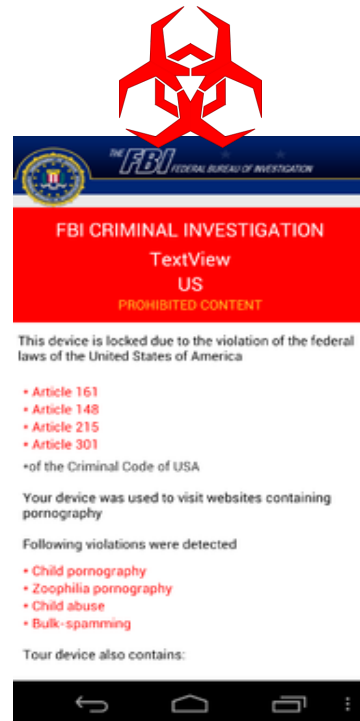 THE FBI FEDERAL BUREAU OF INVESTIGATION
FBI CRIMINAL INVESTIGATION
TextView
US
PROHIBITED CONTENT
This device is locked due to the violation of the federal
laws of the United States of America
• Article 161
• Article 148
• Article 215
• Article 301
•of the Criminal Code of USA
Your device was used to visit websites containing
pornography
Following violations were detected
• Child pornography
• Zoophilia pornography
• Child abuse
• Bulk-spamming
Tour device also contains: